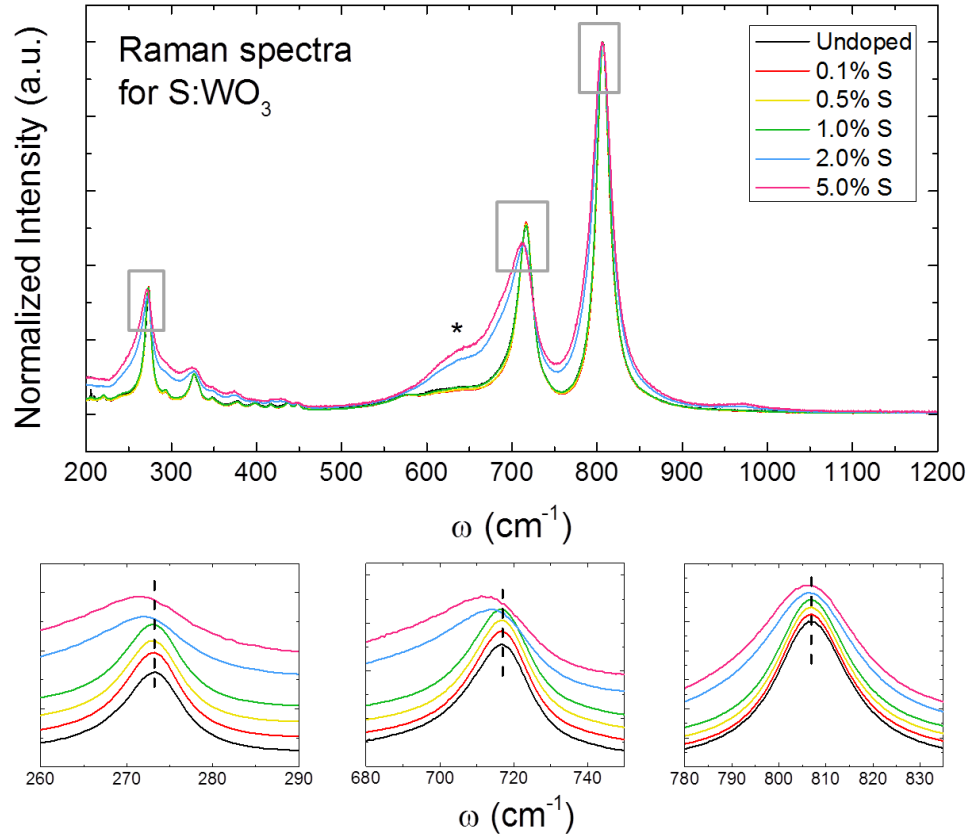 Raman spectra
for S:WO₃
Undoped
0.1% S
0.5% S
1.0% S
2.0% S
5.0% S
*
Normalized Intensity (a.u.)
200 300 400 500 600 700 800 900 1000 1100 1200
ω (cm⁻¹)
260 270 280 290
680 700 720 740
780 790 800 810 820 830
ω (cm⁻¹)